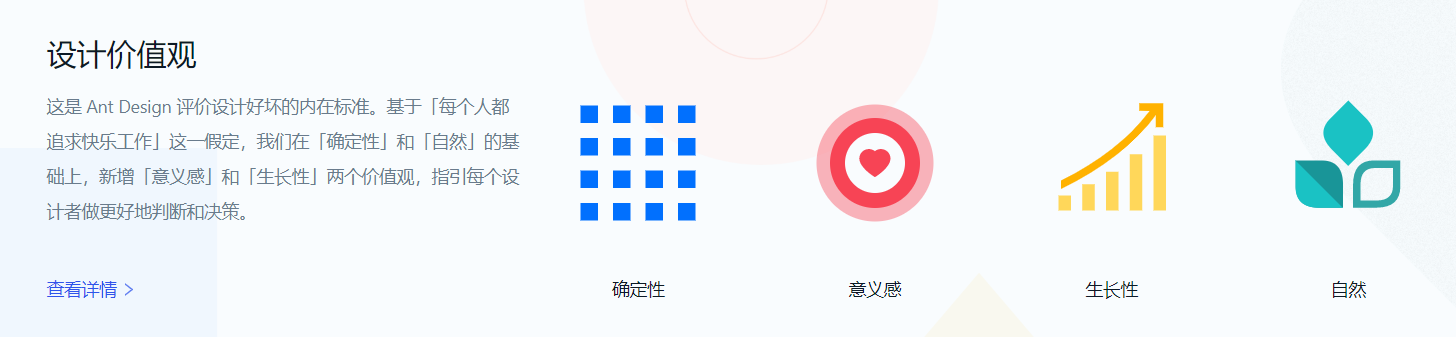 设计价值观
这是 Ant Design 评价设计好坏的内在标准。基于「每个人都
追求快乐工作」这一假定，我们在「确定性」和「自然」的基
础上，新增「意义感」和「生长性」两个价值观，指引每个设
计者做更好地判断和决策。
查看详情 >
确定性
意义感
生长性
自然